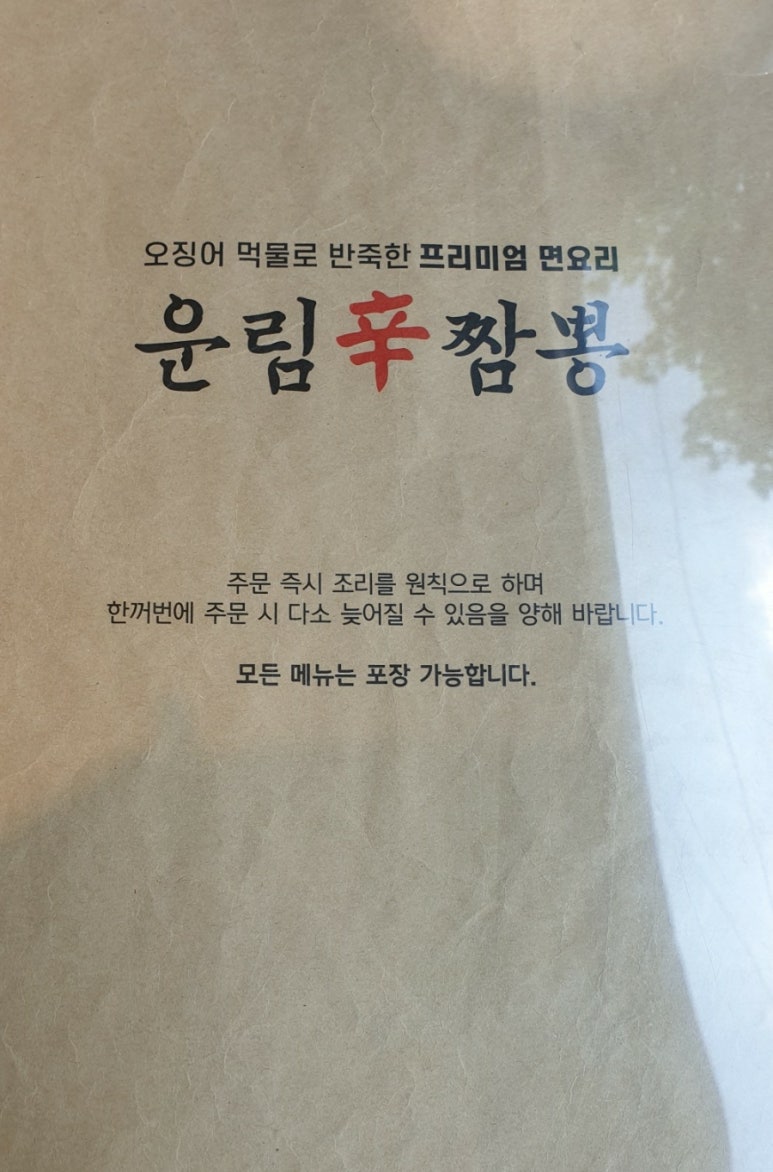 오징어 먹물로 반죽한 프리미엄 면요리
운림辛짬뽕
주문 즉시 조리를 원칙으로 하며
한꺼번에 주문 시 다소 늦어질 수 있음을 양해 바랍니다.
모든 메뉴는 포장 가능합니다.